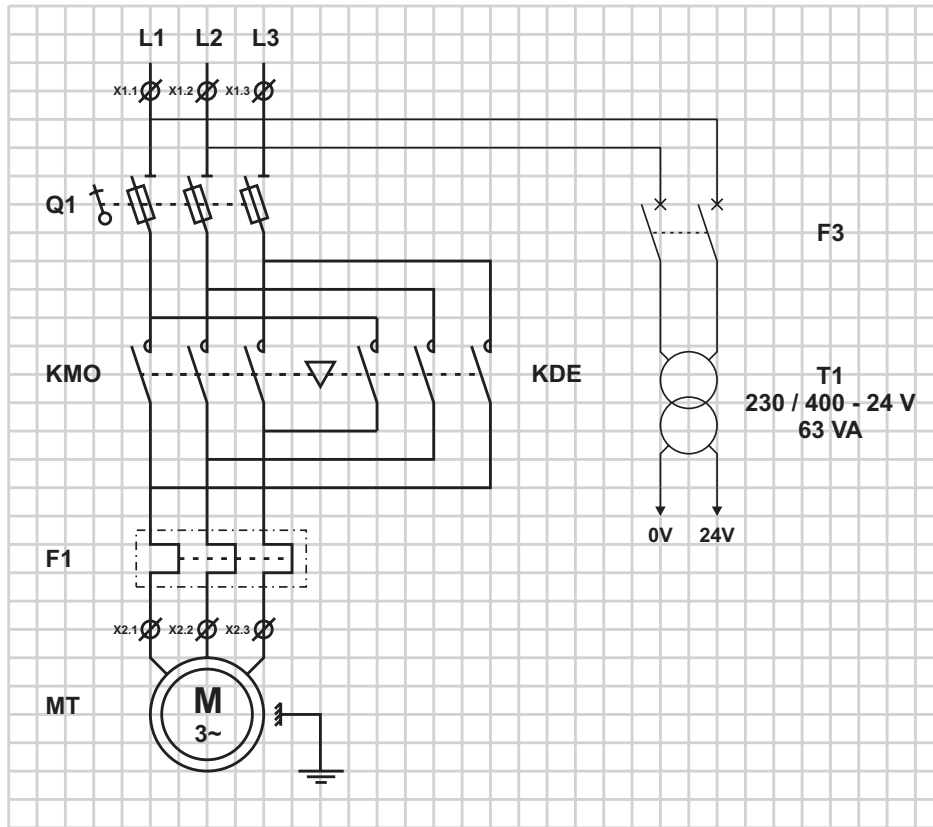 L1 L2 L3
X1.1 X1.2 X1.3
Q1
F3
KMO KDE
T1
230 / 400 - 24 V
63 VA
0V 24V
F1
X2.1 X2.2 X2.3
MT
M
3~